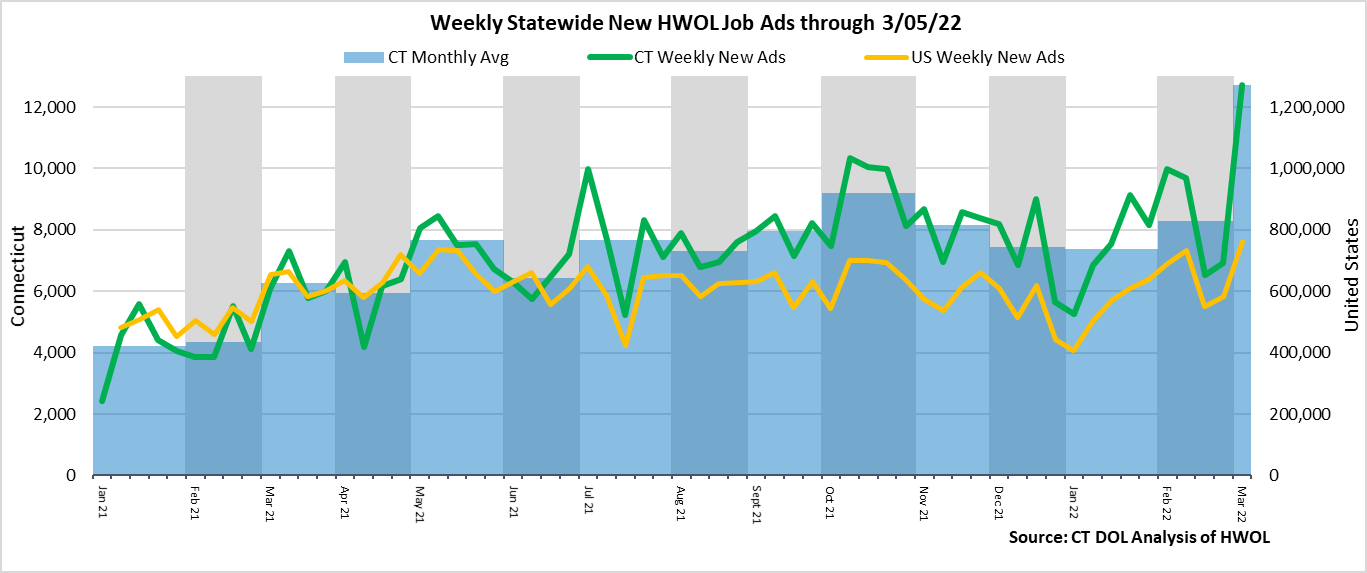 Weekly Statewide New HWOL Job Ads through 3/05/22
CT Monthly Avg CT Weekly New Ads US Weekly New Ads
12,000 1,200,000
10,000 1,000,000
8,000 800,000
6,000 600,000
4,000 400,000
2,000 200,000
0 0
Connecticut
United States
Jan 21 Feb 21 Mar 21 Apr 21 May 21 Jun 21 Jul 21 Aug 21 Sept 21 Oct 21 Nov 21 Dec 21 Jan 22 Feb 22 Mar 22
Source: CT DOL Analysis of HWOL